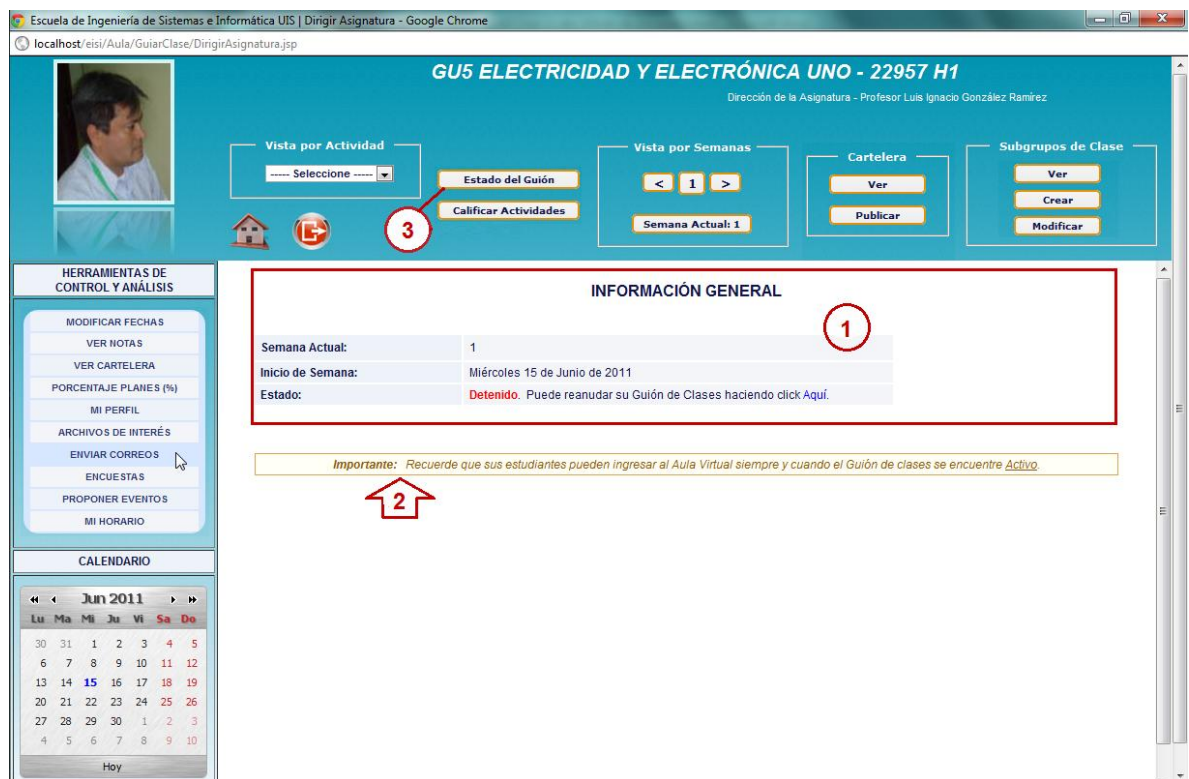 Escuela de Ingeniería de Sistemas e Informática UIS | Dirigir Asignatura - Google Chrome
localhost/eisi/Aula/GuiarClase/DirigirAsignatura.jsp
GU5 ELECTRICIDAD Y ELECTRÓNICA UNO - 22957 H1
Dirección de la Asignatura - Profesor Luis Ignacio González Ramírez
Vista por Actividad
----- Seleccione -----
Estado del Guión
Calificar Actividades
3
Vista por Semanas
< 1 >
Semana Actual: 1
Cartelera
Ver
Publicar
Subgrupos de Clase
Ver
Crear
Modificar
HERRAMIENTAS DE
CONTROL Y ANÁLISIS
MODIFICAR FECHAS
VER NOTAS
VER CARTELERA
PORCENTAJE PLANES (%)
MI PERFIL
ARCHIVOS DE INTERÉS
ENVIAR CORREOS
ENCUESTAS
PROPONER EVENTOS
MI HORARIO
CALENDARIO
Jun 2011
Lu Ma Mi Ju Vi Sa Do
30 31 1 2 3 4 5
6 7 8 9 10 11 12
13 14 15 16 17 18 19
20 21 22 23 24 25 26
27 28 29 30 1 2 3
4 5 6 7 8 9 10
Hoy
INFORMACIÓN GENERAL
1
Semana Actual: 1
Inicio de Semana: Miércoles 15 de Junio de 2011
Estado: Detenido. Puede reanudar su Guión de Clases haciendo click Aquí.
Importante: Recuerde que sus estudiantes pueden ingresar al Aula Virtual siempre y cuando el Guión de clases se encuentre Activo.
2